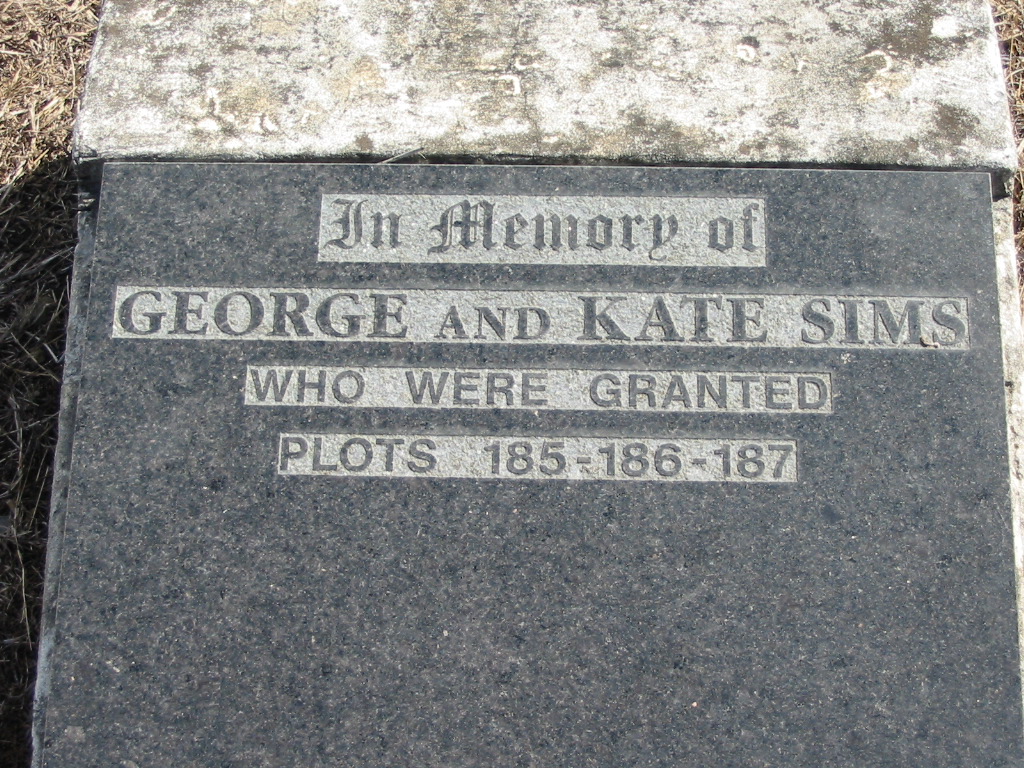 In Memory of
GEORGE AND KATE SIMS
WHO WERE GRANTED
PLOTS 185-186-187